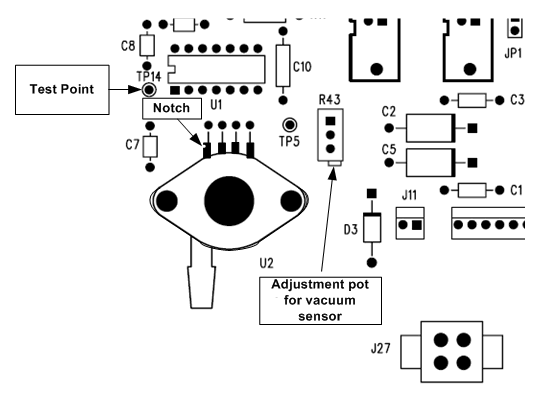 C8
C10
JP1
Test Point
TP14
Notch
U1
R43
C3
C2
TP5
C7
C5
J11
C1
D3
U2
Adjustment pot
for vacuum
sensor
J27